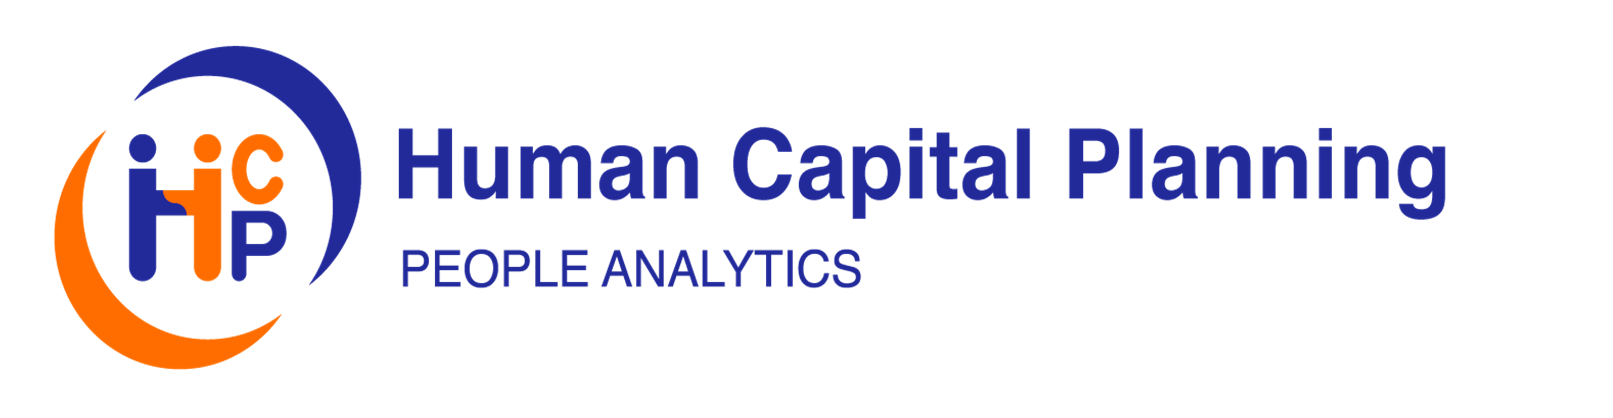 HCP
Human Capital Planning
PEOPLE ANALYTICS